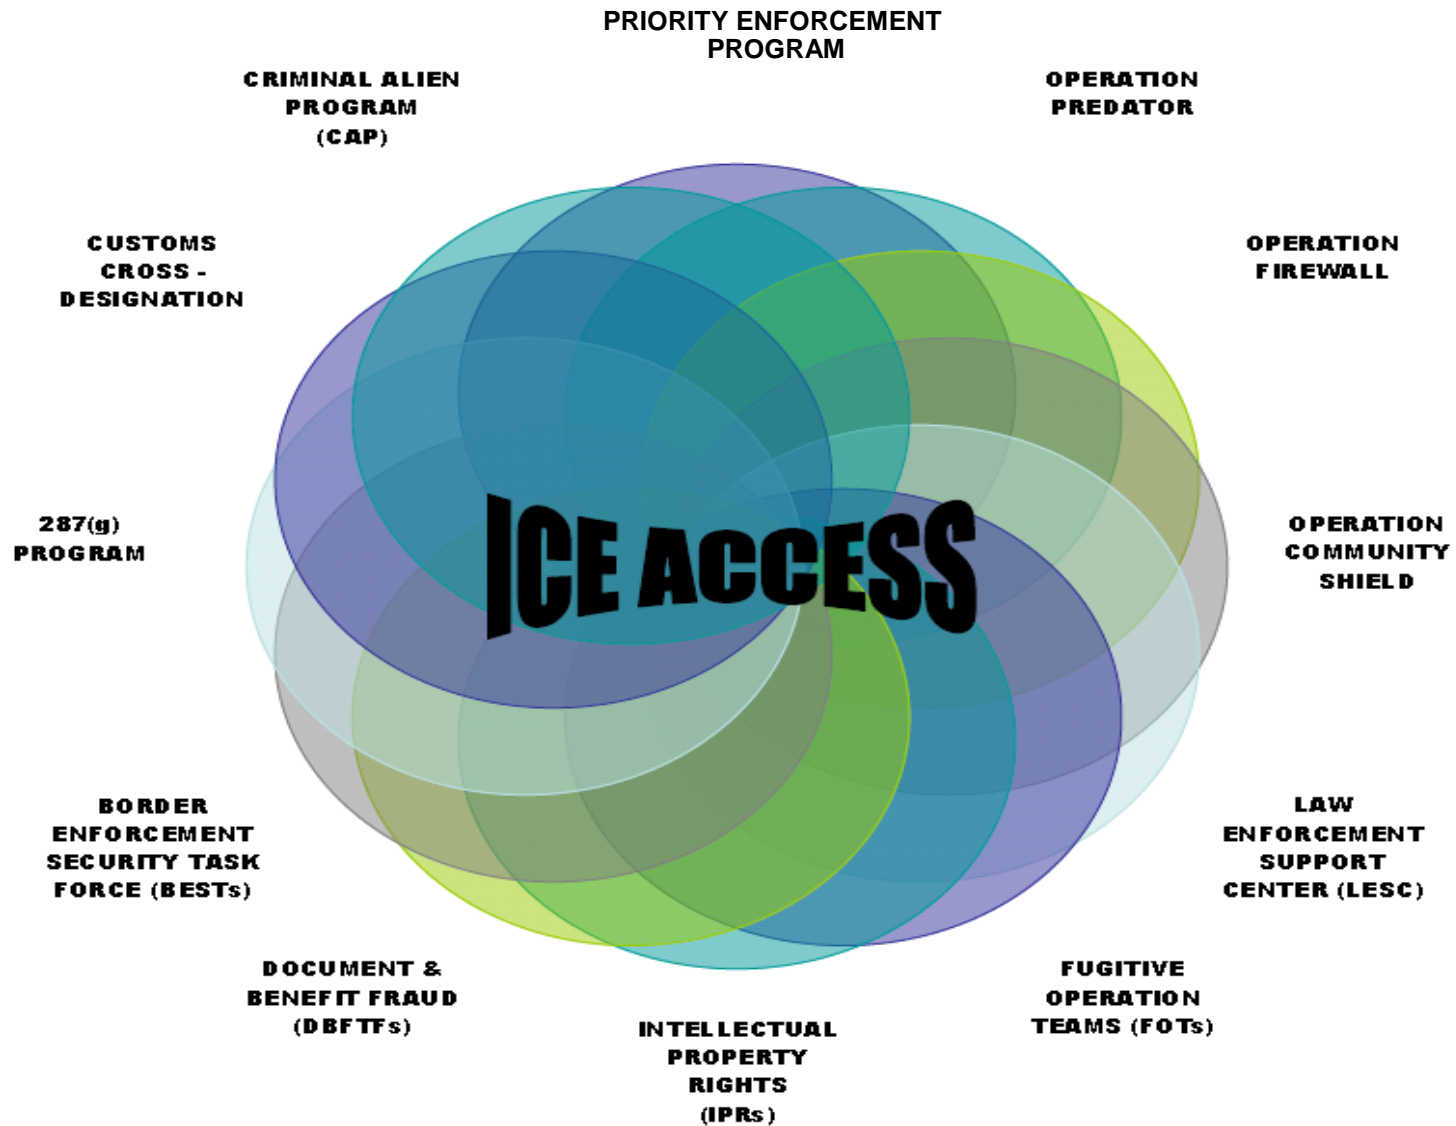 PRIORITY ENFORCEMENT
PROGRAM
CRIMINAL ALIEN
PROGRAM
(CAP)
OPERATION
PREDATOR
CUSTOMS
CROSS -
DESIGNATION
OPERATION
FIREWALL
287(g)
PROGRAM
ICE ACCESS
OPERATION
COMMUNITY
SHIELD
BORDER
ENFORCEMENT
SECURITY TASK
FORCE (BESTs)
LAW
ENFORCEMENT
SUPPORT
CENTER (LESC)
DOCUMENT &
BENEFIT FRAUD
(DBFTFs)
INTELLECTUAL
PROPERTY
RIGHTS
(IPRs)
FUGITIVE
OPERATION
TEAMS (FOTs)